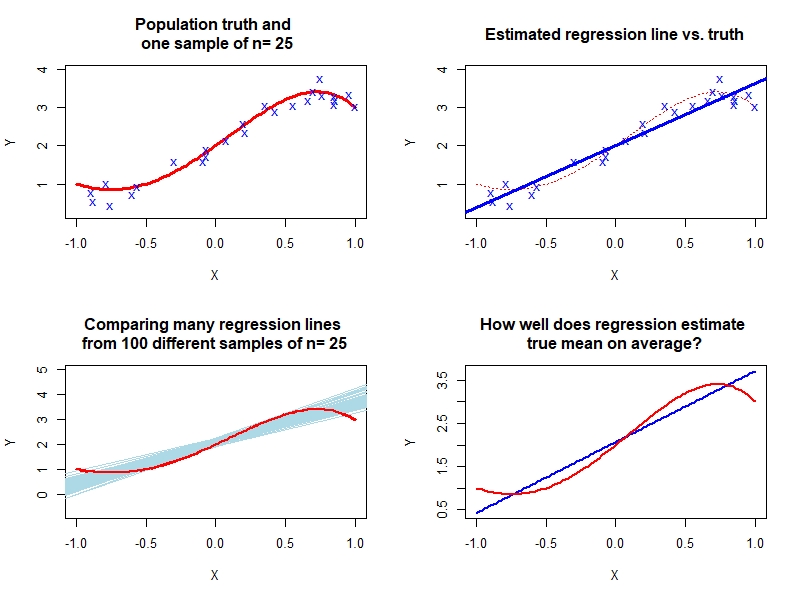 Population truth and
one sample of n= 25
4
3
2
1
Y
-1.0 -0.5 0.0 0.5 1.0
X
Estimated regression line vs. truth
4
3
2
1
Y
-1.0 -0.5 0.0 0.5 1.0
X
Comparing many regression lines
from 100 different samples of n= 25
5
4
3
2
1
0
Y
-1.0 -0.5 0.0 0.5 1.0
X
How well does regression estimate
true mean on average?
3.5
2.5
1.5
0.5
Y
-1.0 -0.5 0.0 0.5 1.0
X